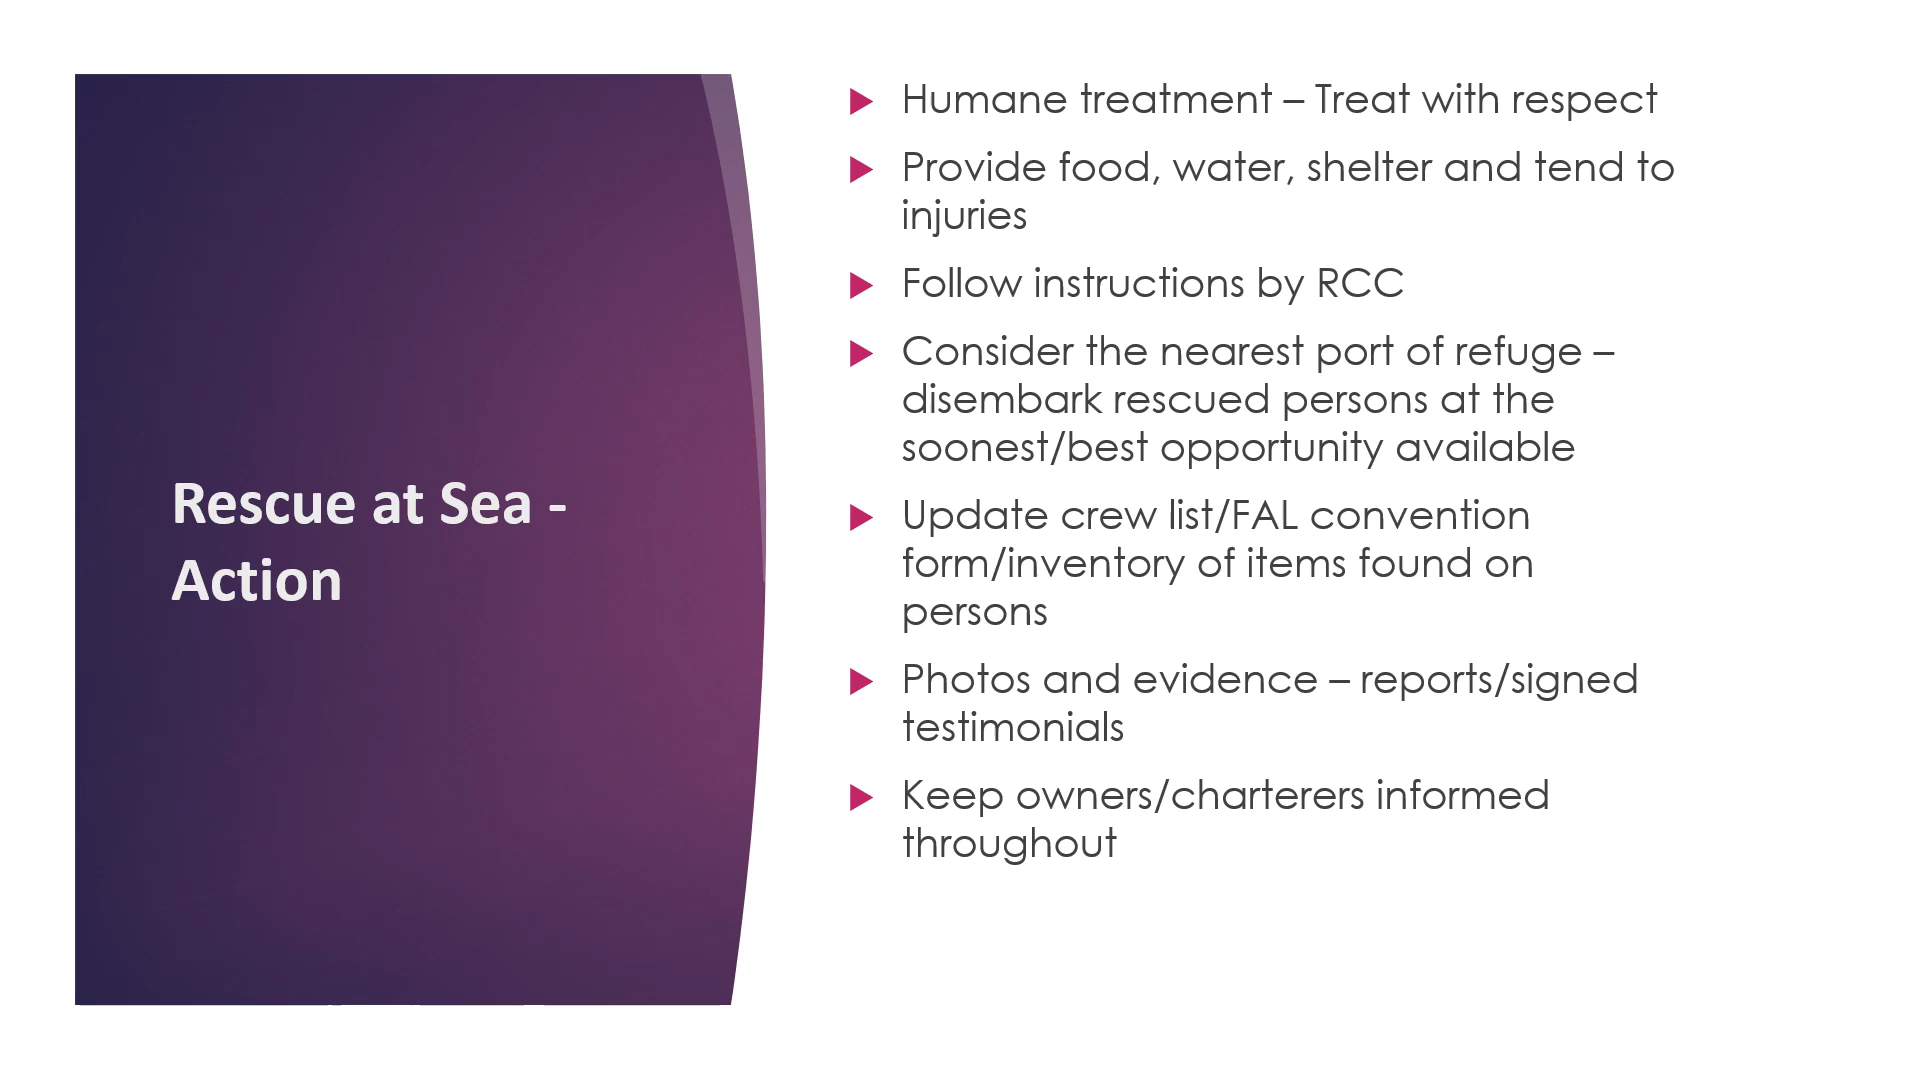 Rescue at Sea -
Action
Humane treatment – Treat with respect
Provide food, water, shelter and tend to
injuries
Follow instructions by RCC
Consider the nearest port of refuge –
disembark rescued persons at the
soonest/best opportunity available
Update crew list/FAL convention
form/inventory of items found on
persons
Photos and evidence – reports/signed
testimonials
Keep owners/charterers informed
throughout